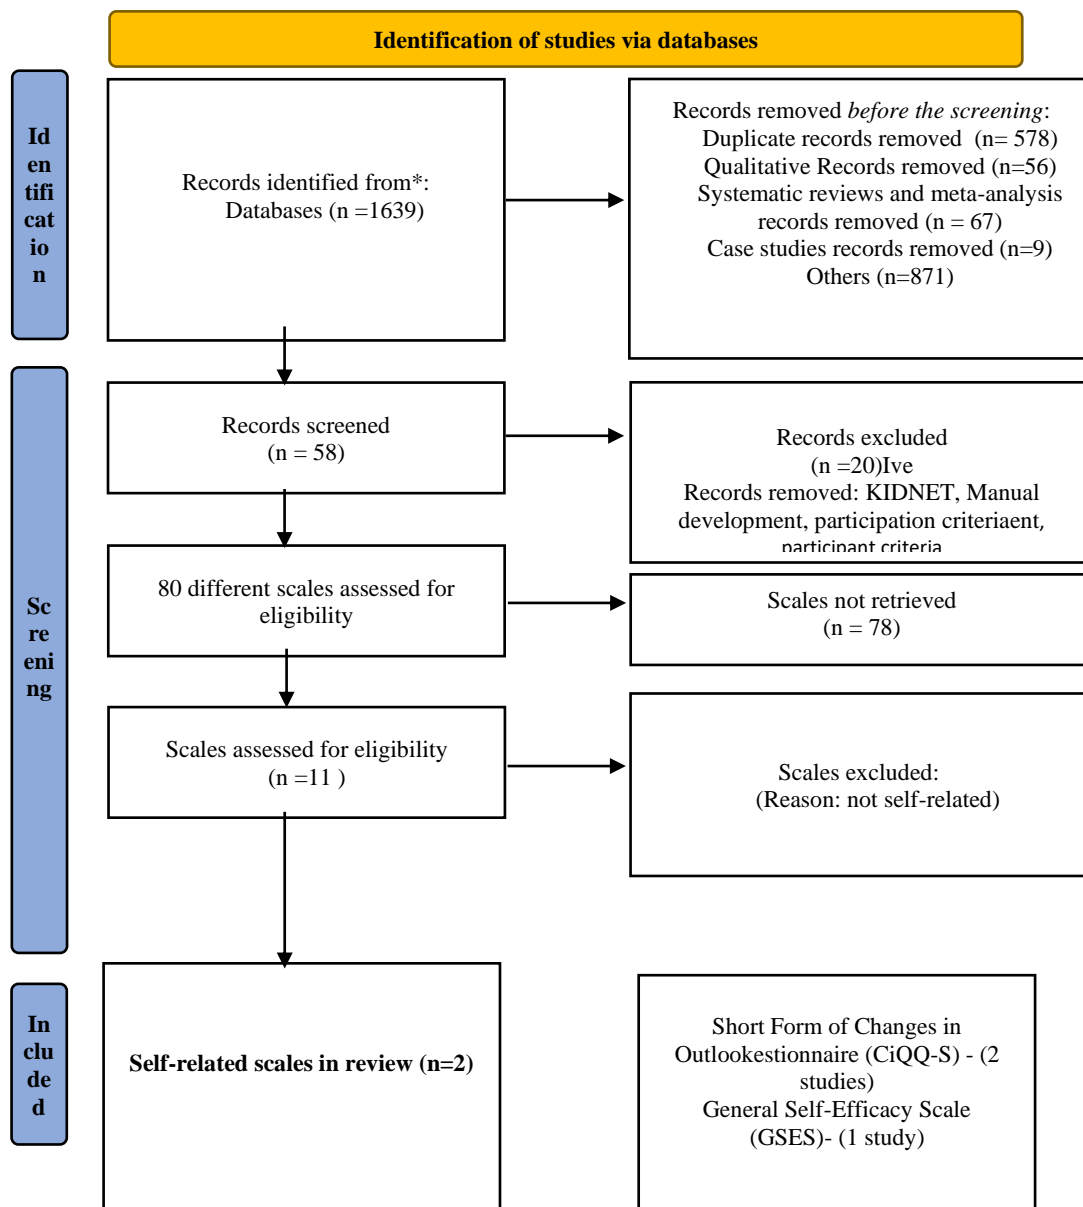 Identification of studies via databases
Id
en
tifi
cat
io
n
Records identified from*:
Databases (n =1639)
Records removed before the screening:
Duplicate records removed (n= 578)
Qualitative Records removed (n=56)
Systematic reviews and meta-analysis
records removed (n = 67)
Case studies records removed (n=9)
Others (n=871)
Sc
re
eni
ng
Records screened
(n = 58)
Records excluded
(n =20)Ive
Records removed: KIDNET, Manual
development, participation criteriaent,
participant criteria
80 different scales assessed for
eligibility
Scales not retrieved
(n = 78)
Scales assessed for eligibility
(n =11 )
Scales excluded:
(Reason: not self-related)
In
clu
de
d
Self-related scales in review (n=2)
Short Form of Changes in
Outlookestionnaire (CiQQ-S) - (2
studies)
General Self-Efficacy Scale
(GSES)- (1 study)